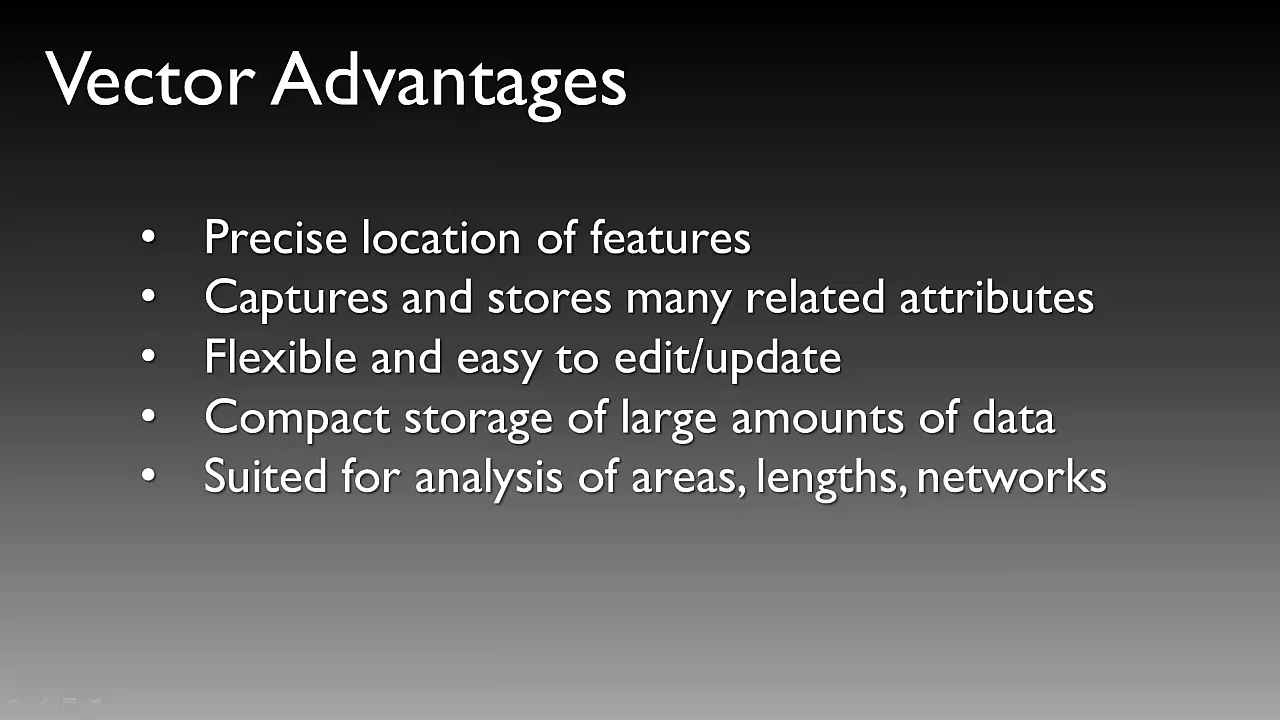 Vector Advantages
• Precise location of features
• Captures and stores many related attributes
• Flexible and easy to edit/update
• Compact storage of large amounts of data
• Suited for analysis of areas, lengths, networks